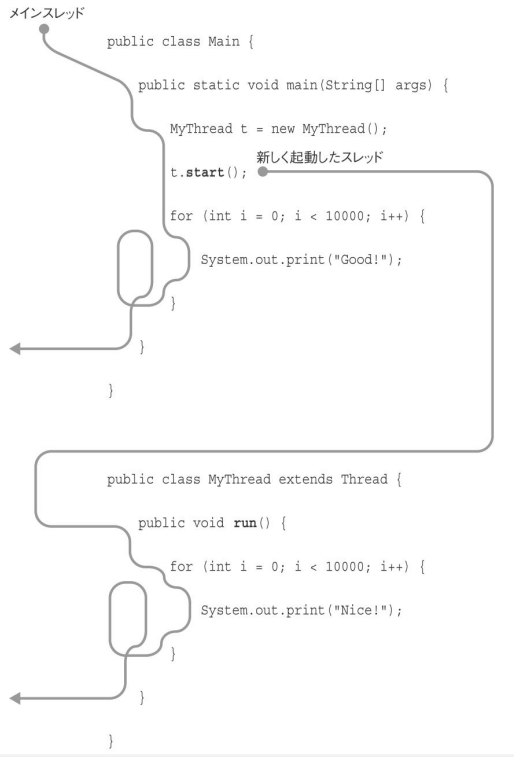 メインスレッド
public class Main {
public static void main(String[] args) {
MyThread t = new MyThread();
新しく起動したスレッド
t.start();
for (int i = 0; i < 10000; i++) {
System.out.print("Good!");
}
}
}
public class MyThread extends Thread {
public void run() {
for (int i = 0; i < 10000; i++) {
System.out.print("Nice!");
}
}
}